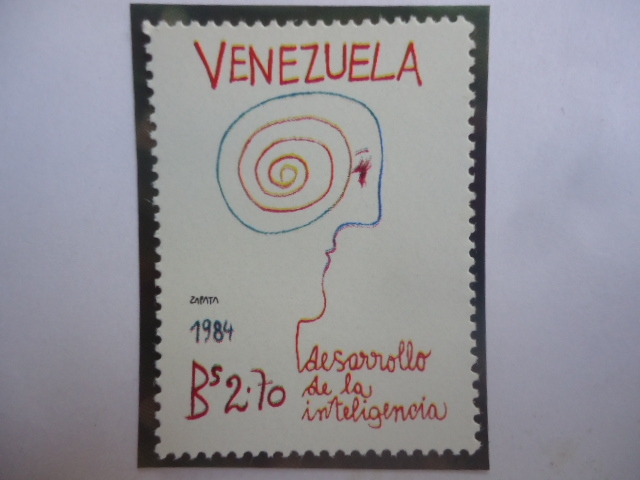 VENEZUELA
ZAPATA
1984
Bs 2.70
desarrollo
de la
inteligencia